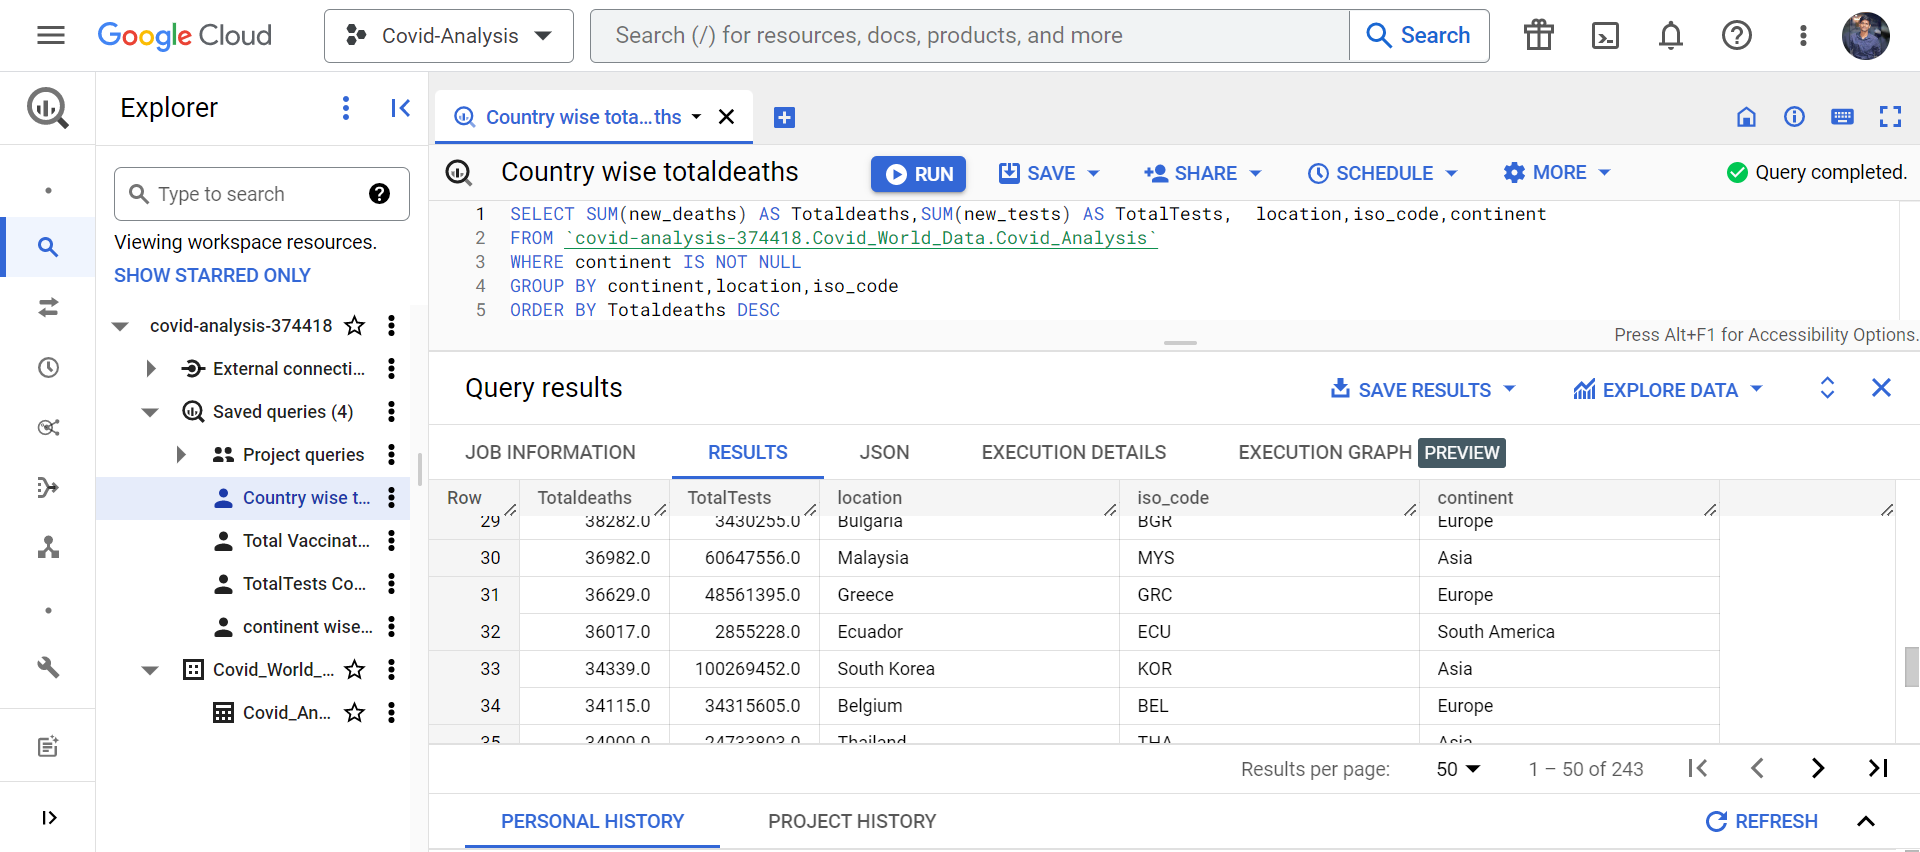 Google Cloud
Covid-Analysis
Search (/) for resources, docs, products, and more
Search
Explorer
Type to search
Viewing workspace resources.
SHOW STARRED ONLY
covid-analysis-374418
External connecti...
Saved queries (4)
Project queries
Country wise t...
Total Vaccinat...
TotalTests Co...
continent wise...
Covid_World_...
Covid_An...
Country wise tota...ths
Country wise totaldeaths
RUN
SAVE
SHARE
SCHEDULE
MORE
Query completed.
1 SELECT SUM(new_deaths) AS Totaldeaths,SUM(new_tests) AS TotalTests, location,iso_code,continent
2 FROM `covid-analysis-374418.Covid_World_Data.Covid_Analysis`
3 WHERE continent IS NOT NULL
4 GROUP BY continent,location,iso_code
5 ORDER BY Totaldeaths DESC
Press Alt+F1 for Accessibility Options.
Query results
SAVE RESULTS
EXPLORE DATA
JOB INFORMATION
RESULTS
JSON
EXECUTION DETAILS
EXECUTION GRAPH
PREVIEW
Row Totaldeaths TotalTests location iso_code continent
29 38282.0 3430255.0 Bulgaria BGR Europe
30 36982.0 60647556.0 Malaysia MYS Asia
31 36629.0 48561395.0 Greece GRC Europe
32 36017.0 2855228.0 Ecuador ECU South America
33 34339.0 100269452.0 South Korea KOR Asia
34 34115.0 34315605.0 Belgium BEL Europe
35 Thailand THA Asia
Results per page: 50 1 – 50 of 243
PERSONAL HISTORY
PROJECT HISTORY
REFRESH